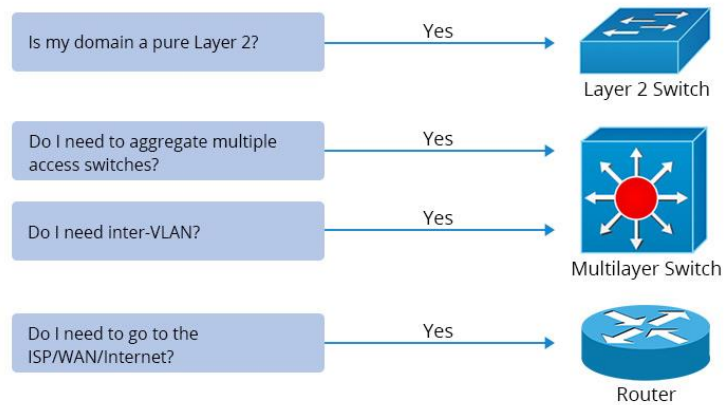 Is my domain a pure Layer 2?
Yes
Layer 2 Switch
Do I need to aggregate multiple
access switches?
Yes
Do I need inter-VLAN?
Yes
Multilayer Switch
Do I need to go to the
ISP/WAN/Internet?
Yes
Router